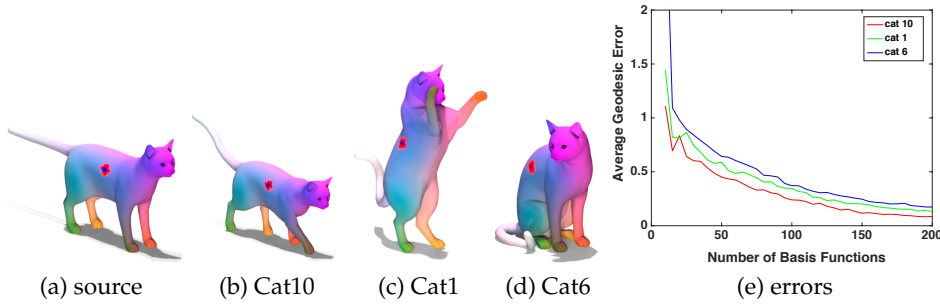 2
1.5
1
0.5
0
Average Geodesic Error
cat 10
cat 1
cat 6
0 50 100 150 200
Number of Basis Functions
(a) source (b) Cat10 (c) Cat1 (d) Cat6 (e) errors